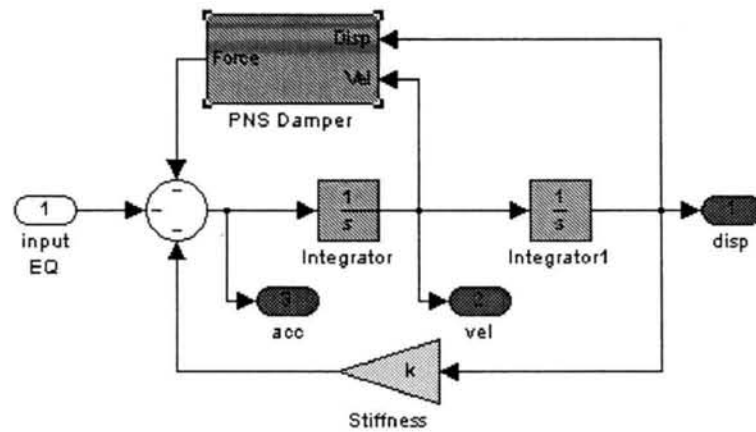 Disp
Force
Vel
PNS Damper
1
input
EQ
−
−
−
1
s
Integrator
1
s
Integrator1
1
disp
3
acc
2
vel
k
Stiffness